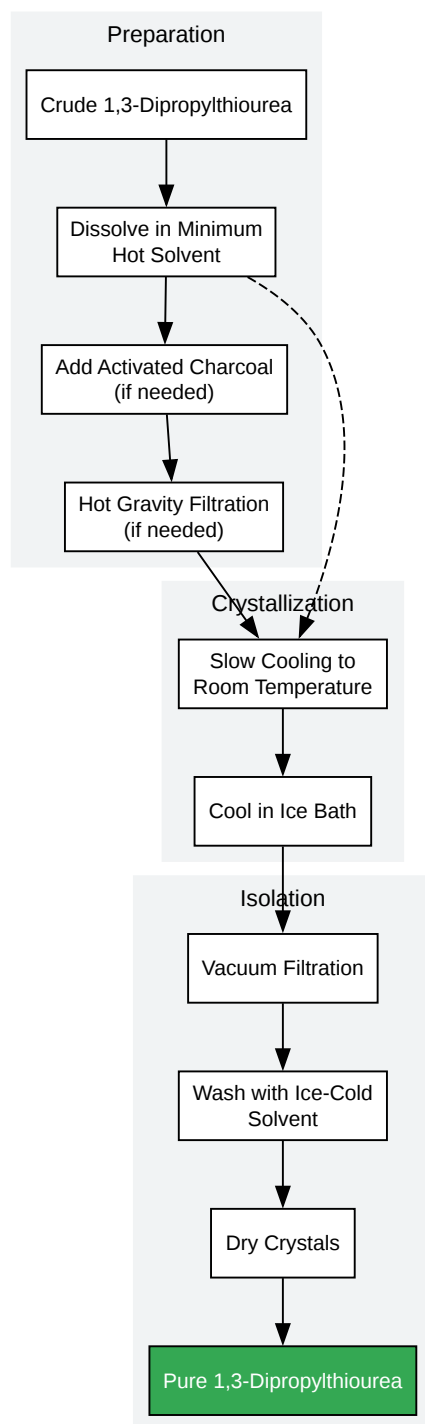 Preparation
Crude 1,3-Dipropylthiourea
Dissolve in Minimum
Hot Solvent
Add Activated Charcoal
(if needed)
Hot Gravity Filtration
(if needed)
Crystallization
Slow Cooling to
Room Temperature
Cool in Ice Bath
Isolation
Vacuum Filtration
Wash with Ice-Cold
Solvent
Dry Crystals
Pure 1,3-Dipropylthiourea